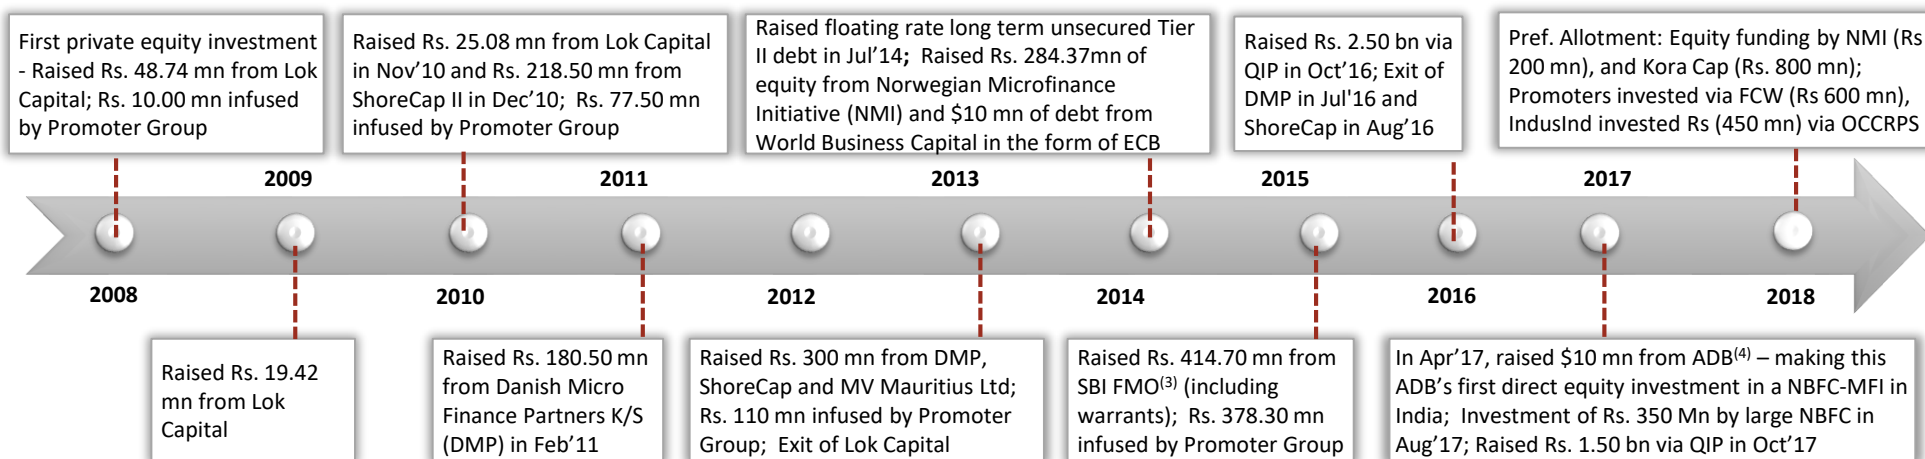 First private equity investment
- Raised Rs. 48.74 mn from Lok
Capital; Rs. 10.00 mn infused
by Promoter Group
Raised Rs. 25.08 mn from Lok Capital
in Nov’10 and Rs. 218.50 mn from
ShoreCap II in Dec’10; Rs. 77.50 mn
infused by Promoter Group
Raised floating rate long term unsecured Tier
II debt in Jul’14; Raised Rs. 284.37mn of
equity from Norwegian Microfinance
Initiative (NMI) and $10 mn of debt from
World Business Capital in the form of ECB
Raised Rs. 2.50 bn via
QIP in Oct’16; Exit of
DMP in Jul'16 and
ShoreCap in Aug’16
Pref. Allotment: Equity funding by NMI (Rs
200 mn), and Kora Cap (Rs. 800 mn);
Promoters invested via FCW (Rs 600 mn),
IndusInd invested Rs (450 mn) via OCCRPS
2009
2011
2013
2015
2017
2008
2010
2012
2014
2016
2018
Raised Rs. 19.42
mn from Lok
Capital
Raised Rs. 180.50 mn
from Danish Micro
Finance Partners K/S
(DMP) in Feb’11
Raised Rs. 300 mn from DMP,
ShoreCap and MV Mauritius Ltd;
Rs. 110 mn infused by Promoter
Group; Exit of Lok Capital
Raised Rs. 414.70 mn from
SBI FMO(3) (including
warrants); Rs. 378.30 mn
infused by Promoter Group
In Apr’17, raised $10 mn from ADB(4) – making this
ADB’s first direct equity investment in a NBFC-MFI in
India; Investment of Rs. 350 Mn by large NBFC in
Aug’17; Raised Rs. 1.50 bn via QIP in Oct’17